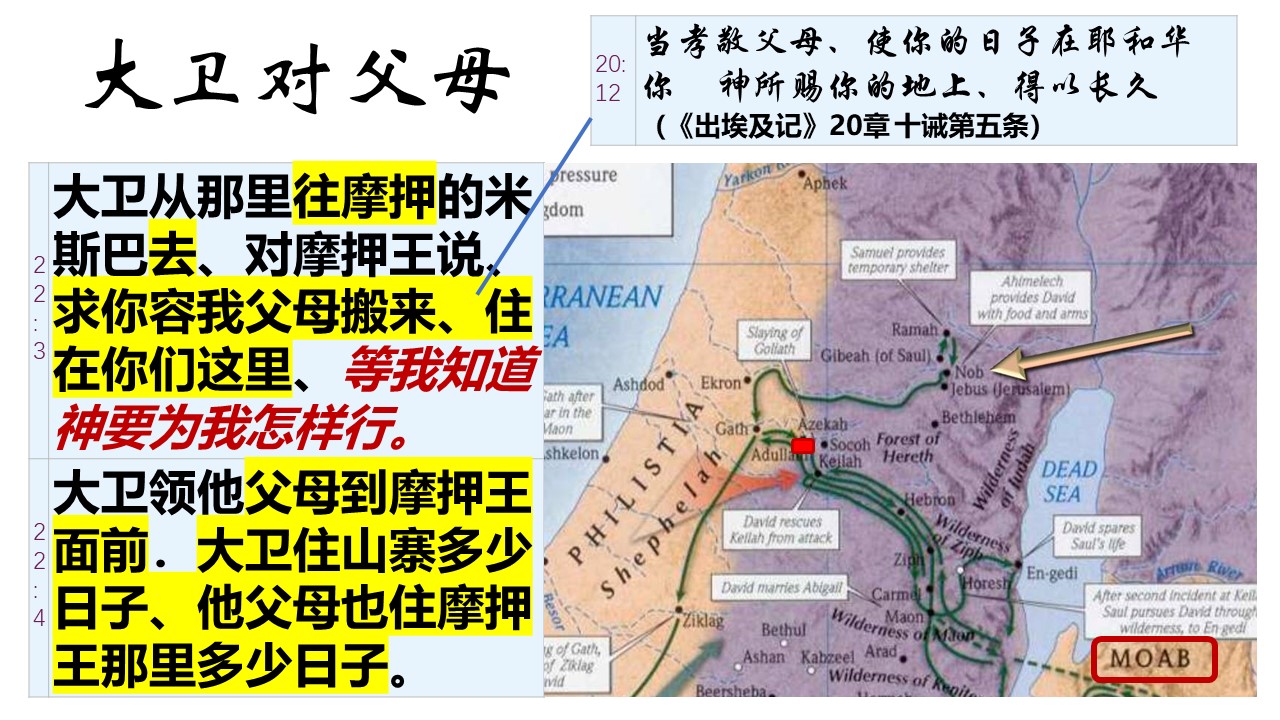 大卫对父母
20:
12
当孝敬父母、使你的日子在耶和华
你　神所赐你的地上、得以长久
（《出埃及记》20章 十诫第五条）
22:3
大卫从那里往摩押的米
斯巴去、对摩押王说、
求你容我父母搬来、住
在你们这里、等我知道
神要为我怎样行。
22:4
大卫领他父母到摩押王
面前．大卫住山寨多少
日子、他父母也住摩押
王那里多少日子。
pressure
gdom
Yarkon
Aphek
RRANEAN
EA
Samuel provides
temporary shelter
Ahimelech
provides David
with food and arms
Slaying of
Goliath
Ramah
Gibeah (of Saul)
Nob
Jebus (Jerusalem)
Ashdod
Ekron
Bethlehem
Gath after
ar in the
Maon
Gath
Azekah
Socoh
Forest of
Hereth
Adullam
Keilah
shkelon
PHILISTIA
Shephelah
Wilderness
of Judah
DEAD
SEA
Hebron
David rescues
Keilah from attack
Wilderness
of Ziph
David spares
Saul's life
Ziph
Horesh
En-gedi
Arnon River
David marries Abigail
Carmel
Maon
After second incident at Keil
Saul pursues David through
wilderness, to En-gedi
Besor
Ziklag
Wilderness of Maon
Bethul
Ashan
Kabzeel
Arad
MOAB
ng of Gath,
of Ziklag
vid
Wilderness of Kenite
Beersheba